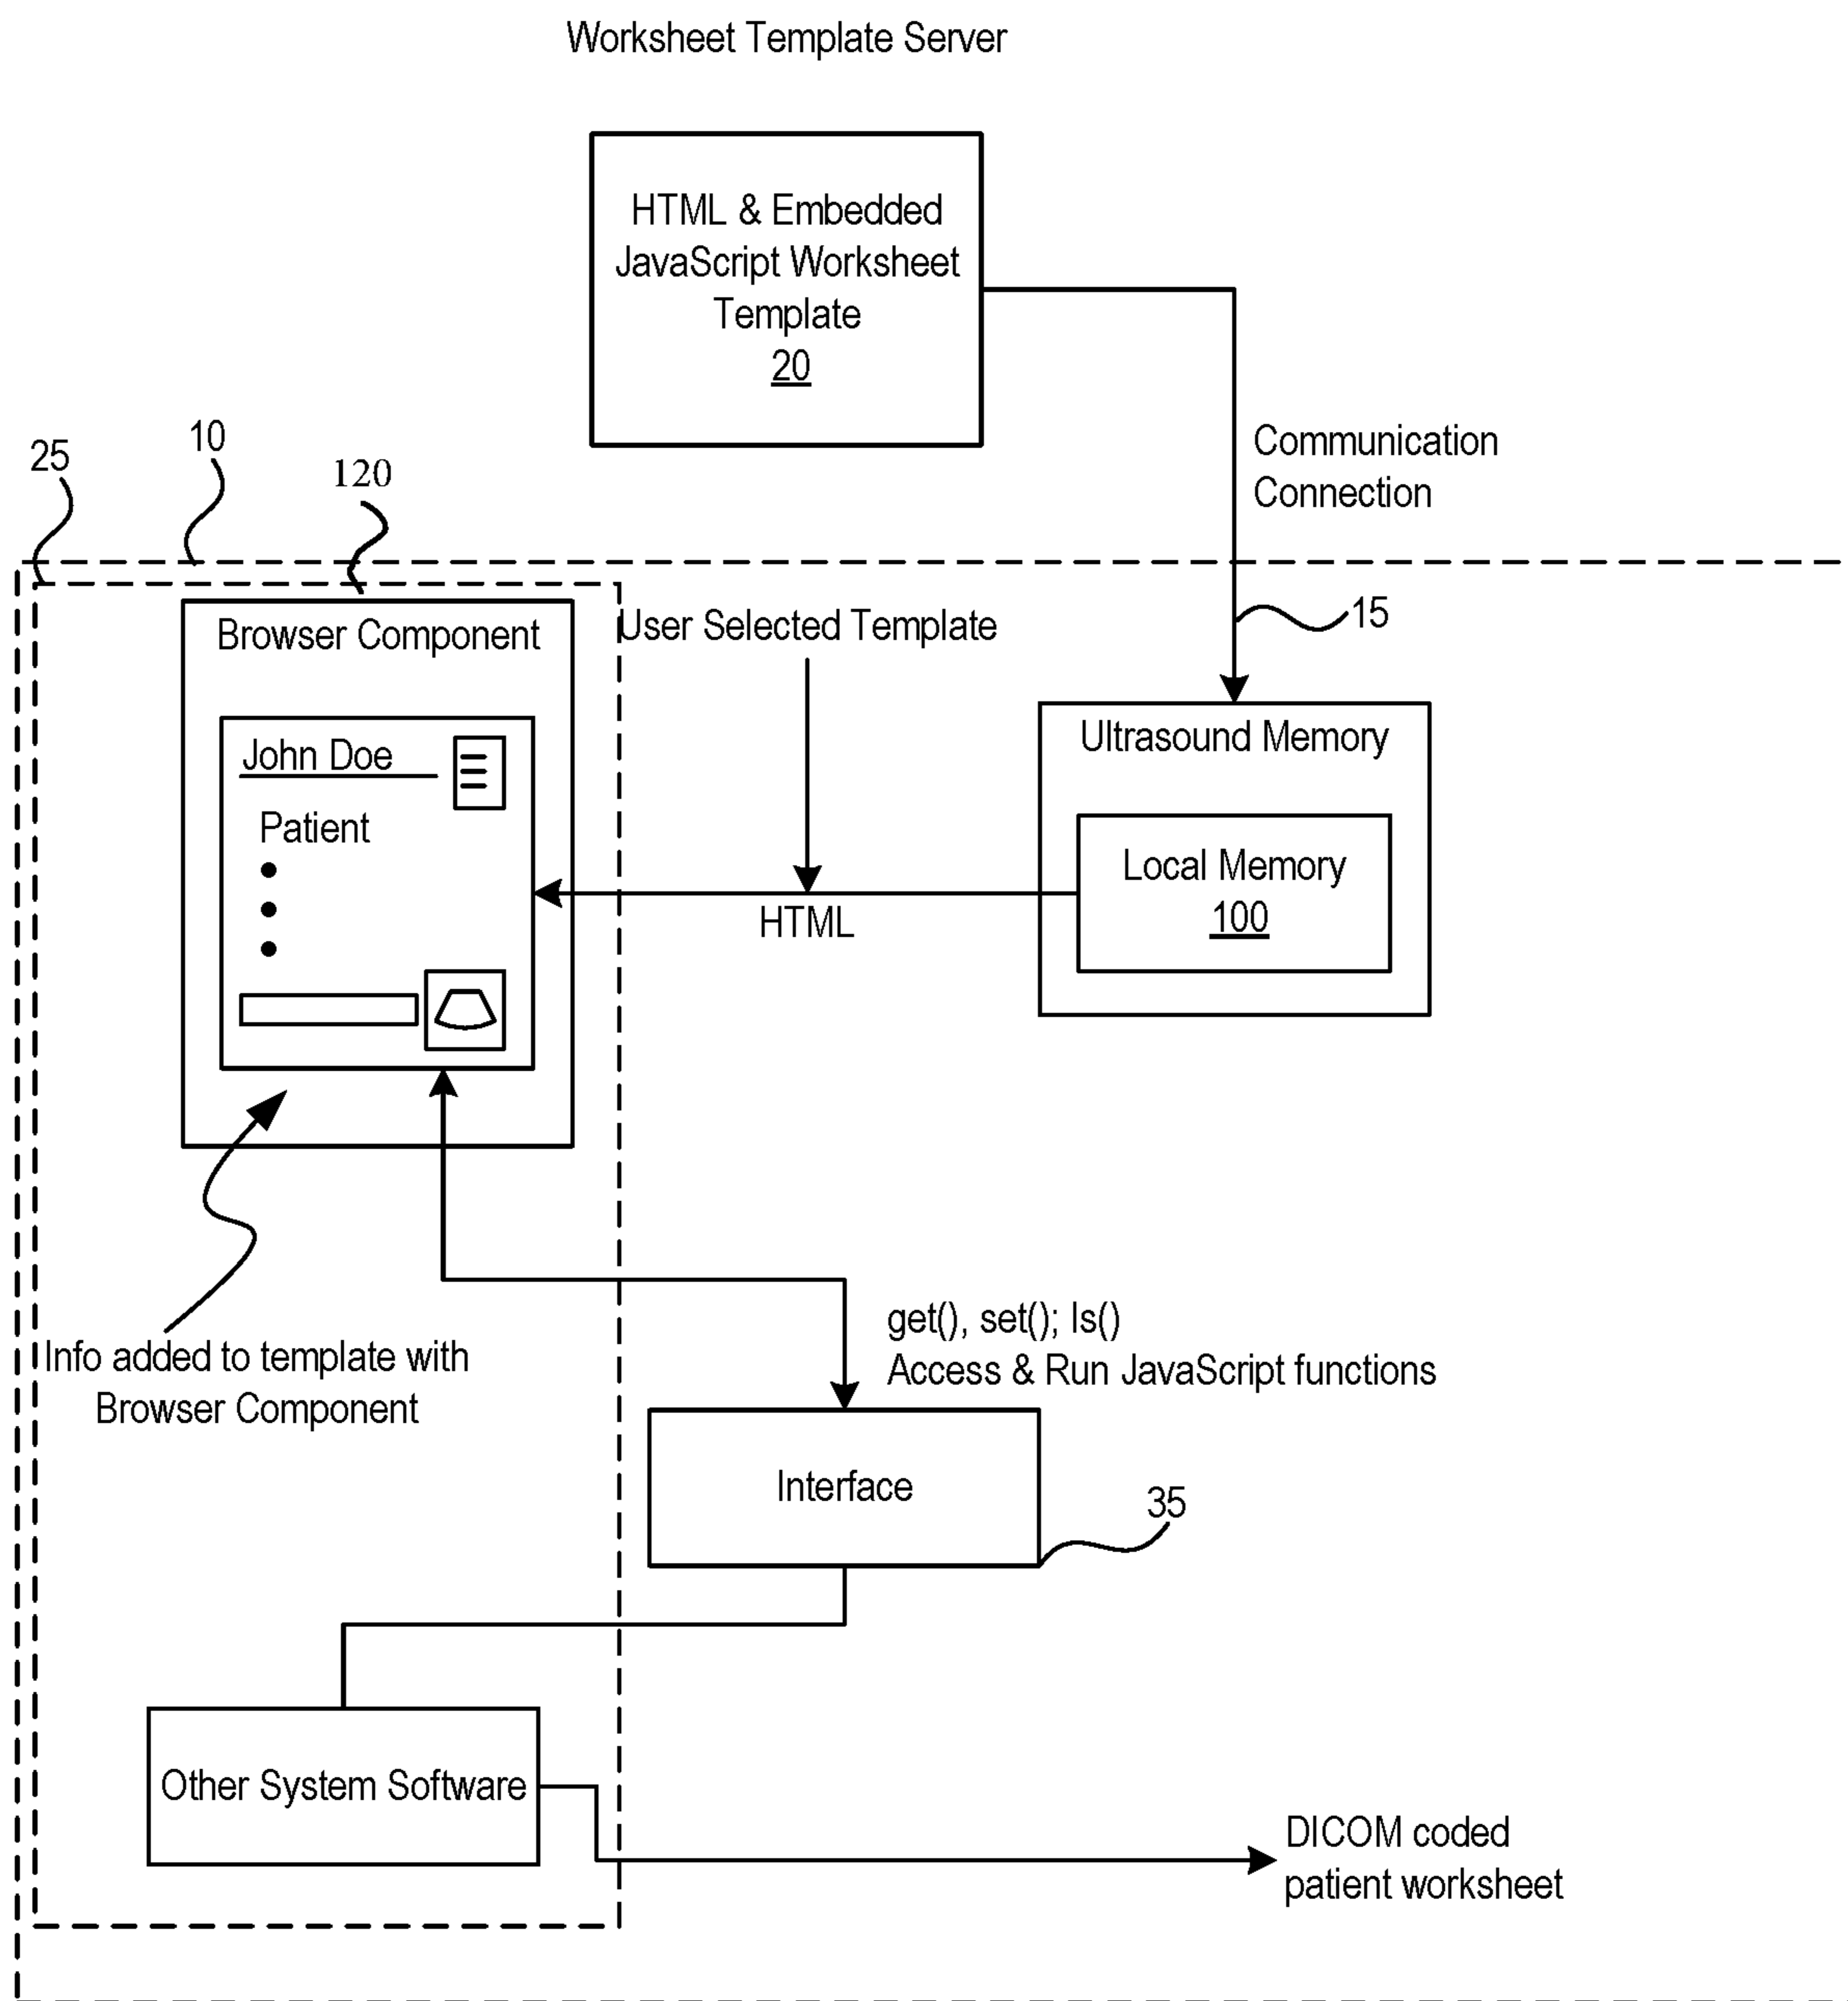 Worksheet Template Server
HTML & Embedded
JavaScript Worksheet
Template
20
Communication
Connection
25
10
120
15
Browser Component
User Selected Template
Ultrasound Memory
John Doe
Patient
Local Memory
100
HTML
get(), set(); ls()
Access & Run JavaScript functions
Info added to template with
Browser Component
Interface
35
Other System Software
DICOM coded
patient worksheet